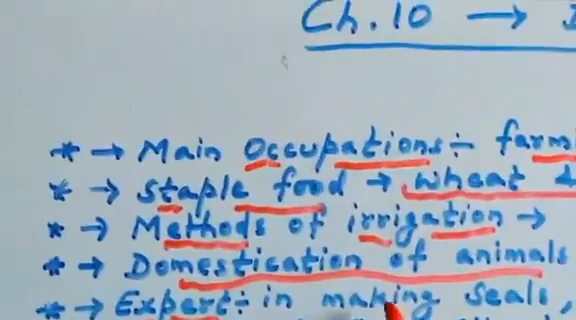 Ch.10 →
* → Main Occupations ÷ farm
* → staple food → wheat
* → Methods of irrigation →
* → Domestication of animals
* → Expert ÷ in making seals,